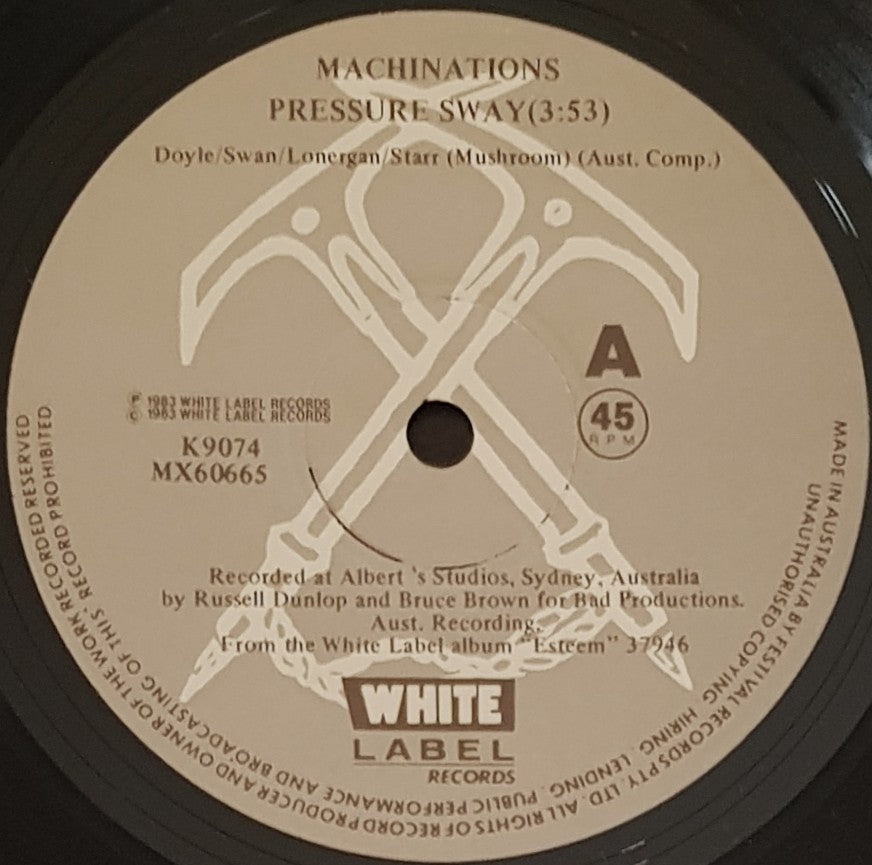 MACHINATIONS
PRESSURE SWAY(3:53)
Doyle/Swan/Lonergan/Starr (Mushroom) (Aust. Comp.)
A
45
RPM
℗ 1983 WHITE LABEL RECORDS
© 1983 WHITE LABEL RECORDS
K9074
MX60665
Recorded at Albert 's Studios, Sydney, Australia
by Russell Dunlop and Bruce Brown for Bad Productions.
Aust. Recording.
From the White Label album "Esteem" 37946
WHITE
LABEL
RECORDS
MADE IN AUSTRALIA BY FESTIVAL RECORDS PTY. LTD. ALL RIGHTS OF RECORD PRODUCER AND OWNER OF THE WORK RECORDED RESERVED
UNAUTHORISED COPYING. HIRING. LENDING. PUBLIC PERFORMANCE AND BROADCASTING OF THIS RECORD PROHIBITED